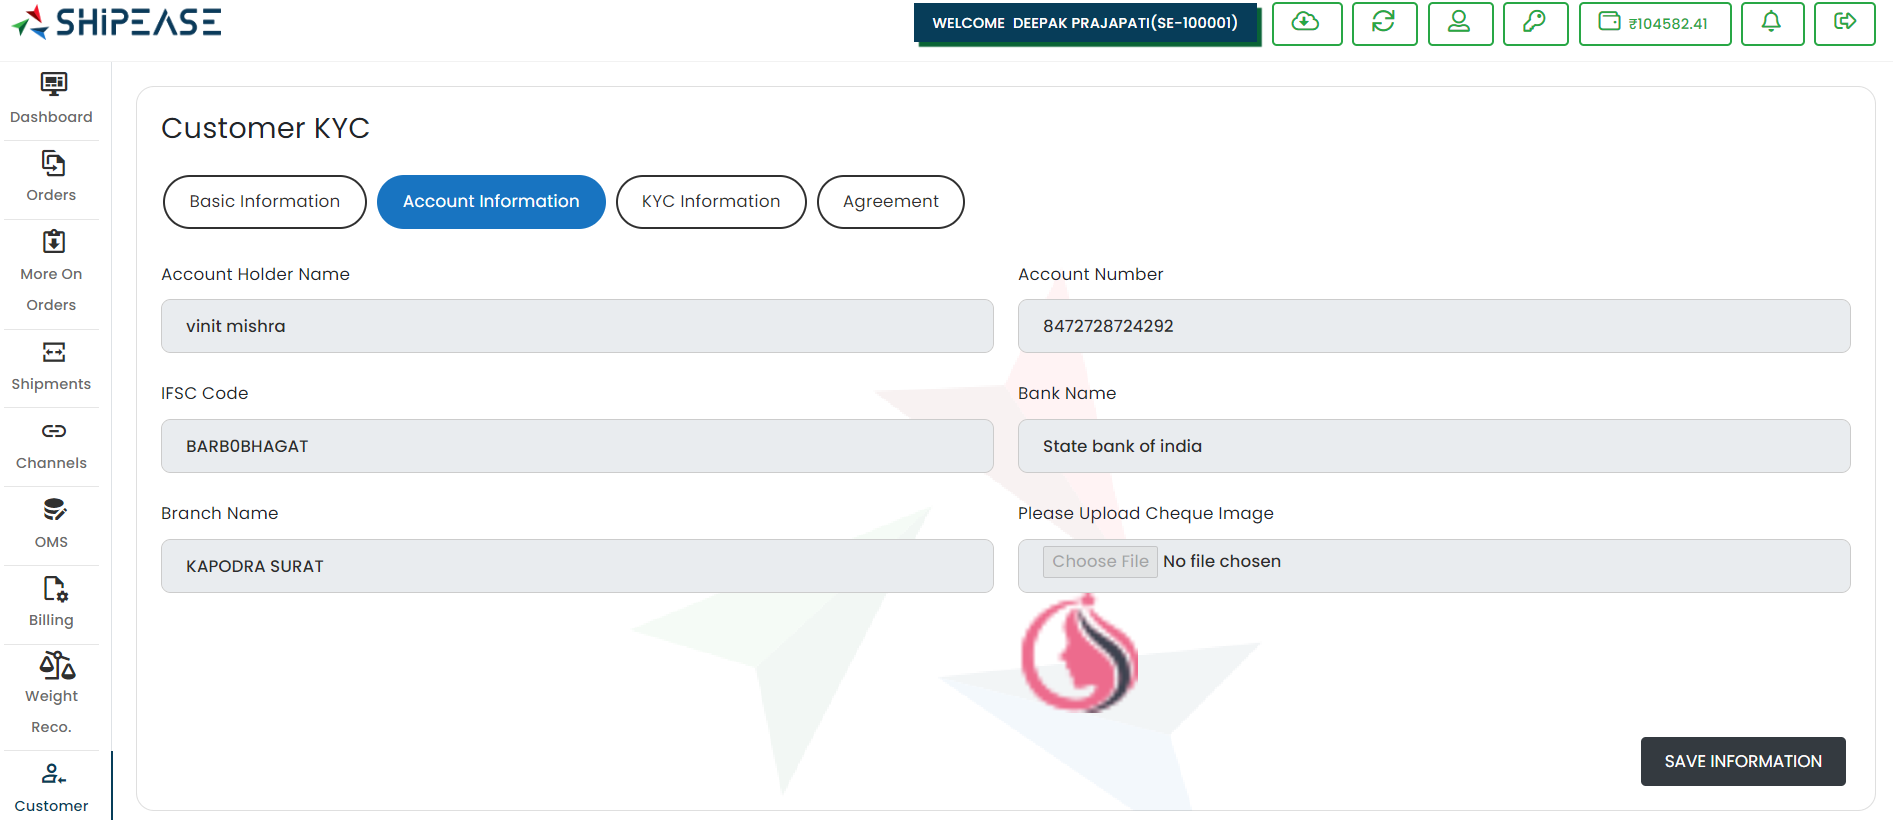 SHIPEASE
WELCOME DEEPAK PRAJAPATI(SE-100001)
₹104582.41
Dashboard
Orders
More On
Orders
Shipments
Channels
OMS
Billing
Weight
Reco.
Customer
Customer KYC
Basic Information
Account Information
KYC Information
Agreement
Account Holder Name
Account Number
vinit mishra
8472728724292
IFSC Code
Bank Name
BARB0BHAGAT
State bank of india
Branch Name
Please Upload Cheque Image
KAPODRA SURAT
Choose File No file chosen
SAVE INFORMATION